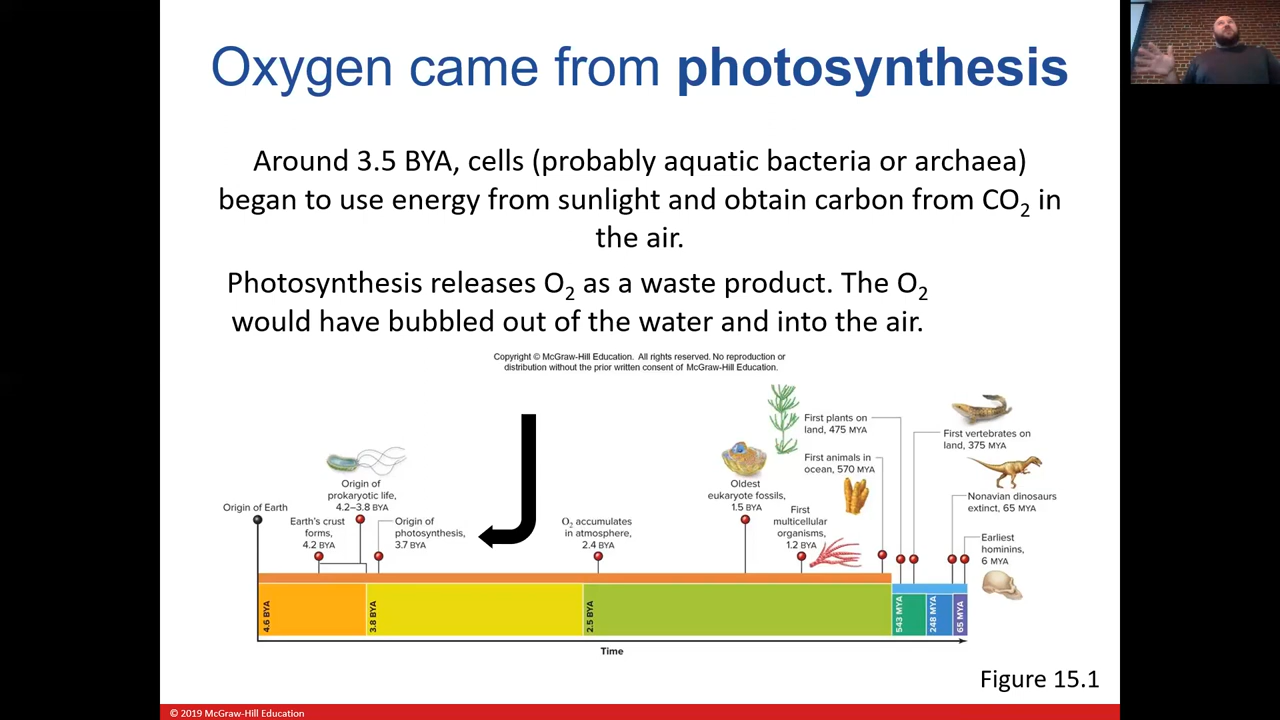 Oxygen came from photosynthesis
Around 3.5 BYA, cells (probably aquatic bacteria or archaea)
began to use energy from sunlight and obtain carbon from CO2 in
the air.
Photosynthesis releases O2 as a waste product. The O2
would have bubbled out of the water and into the air.
Copyright © McGraw-Hill Education. All rights reserved. No reproduction or
distribution without the prior written consent of McGraw-Hill Education.
Origin of Earth
Earth's crust
forms,
4.2 BYA
Origin of
prokaryotic life,
4.2–3.8 BYA
Origin of
photosynthesis,
3.7 BYA
O2 accumulates
in atmosphere,
2.4 BYA
Oldest
eukaryote fossils,
1.5 BYA
First
multicellular
organisms,
1.2 BYA
First animals in
ocean, 570 MYA
First plants on
land, 475 MYA
First vertebrates on
land, 375 MYA
Nonavian dinosaurs
extinct, 65 MYA
Earliest
hominins,
6 MYA
4.6 BYA
3.8 BYA
2.5 BYA
543 MYA
248 MYA
65 MYA
Time
Figure 15.1
© 2019 McGraw-Hill Education